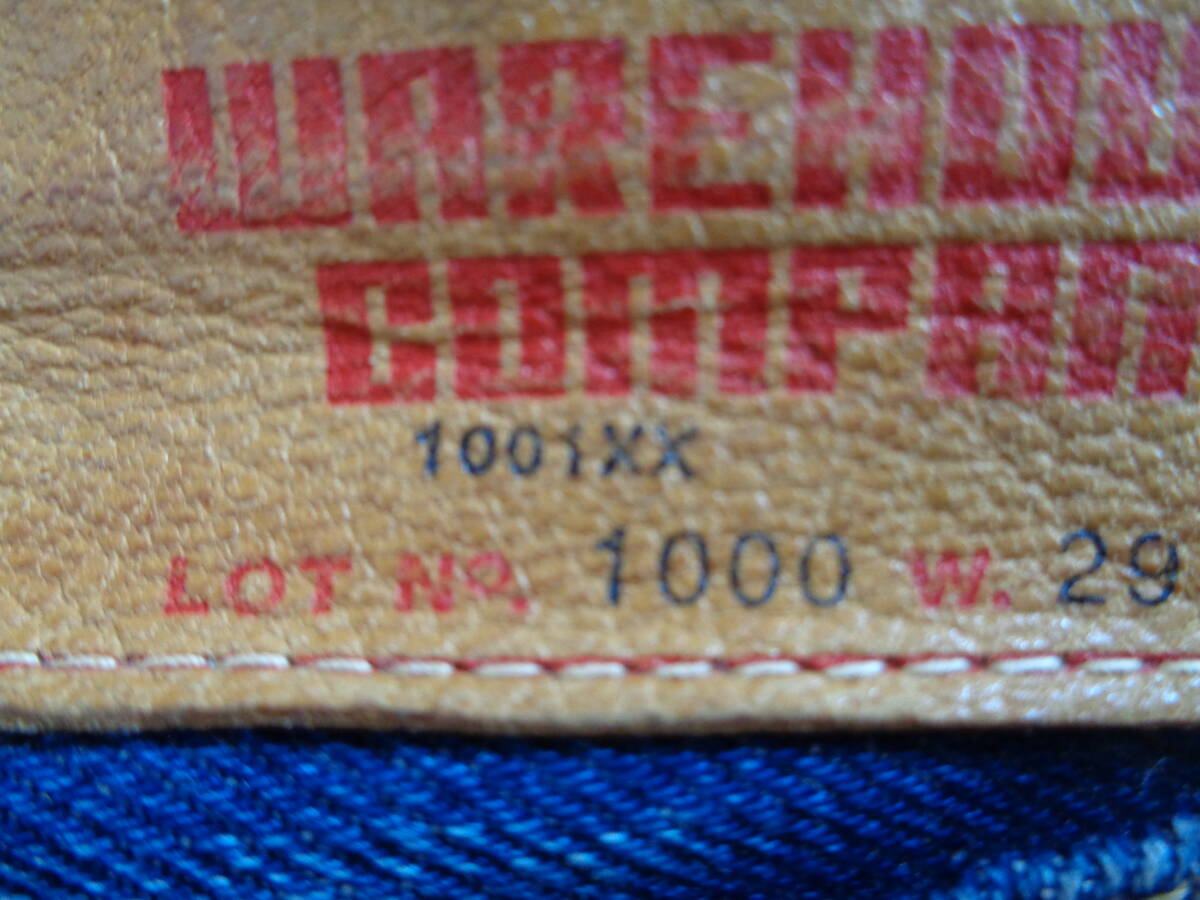 WAREHOU
COMPAN
1001XX
LOT No. 1000 W. 29